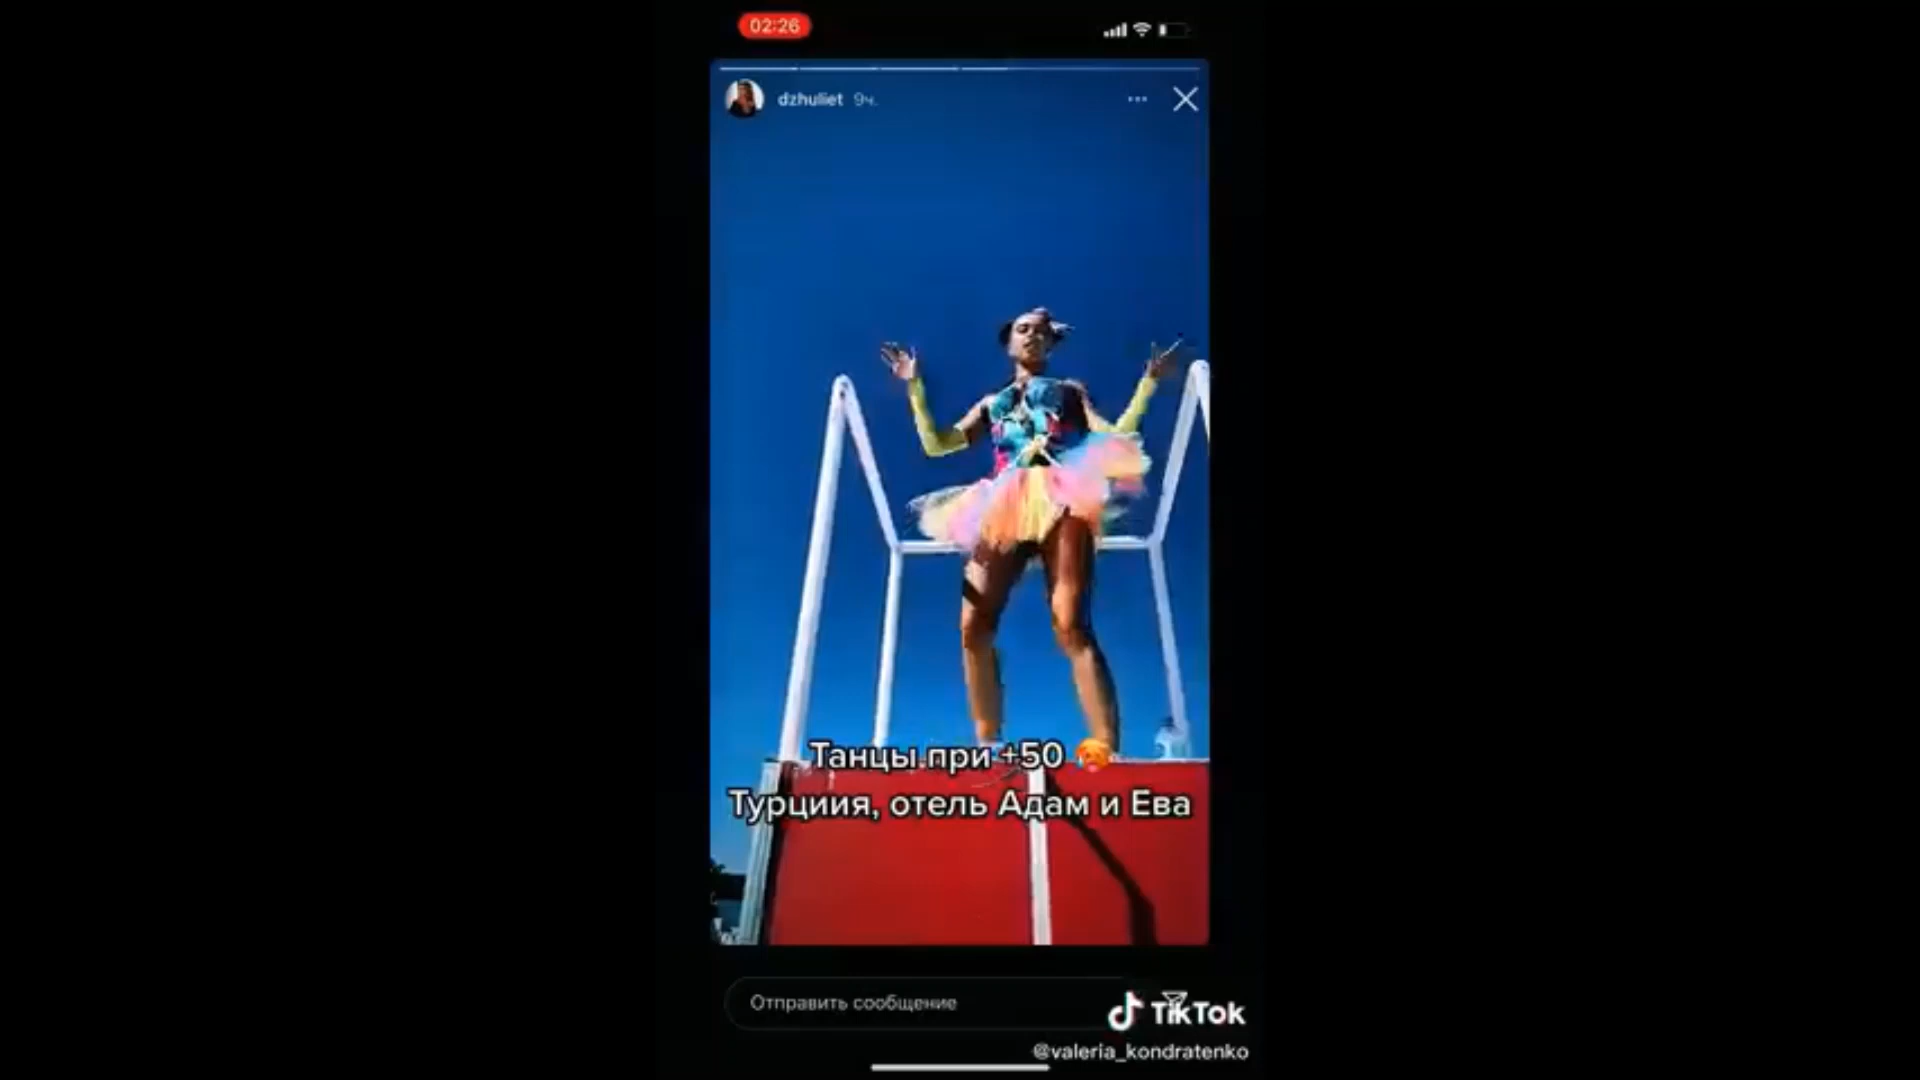 02:26
dzhuliet 9ч.
Танцы при +50 🥵
Турциия, отель Адам и Ева
Отправить сообщение
TikTok
@valeria_kondratenko